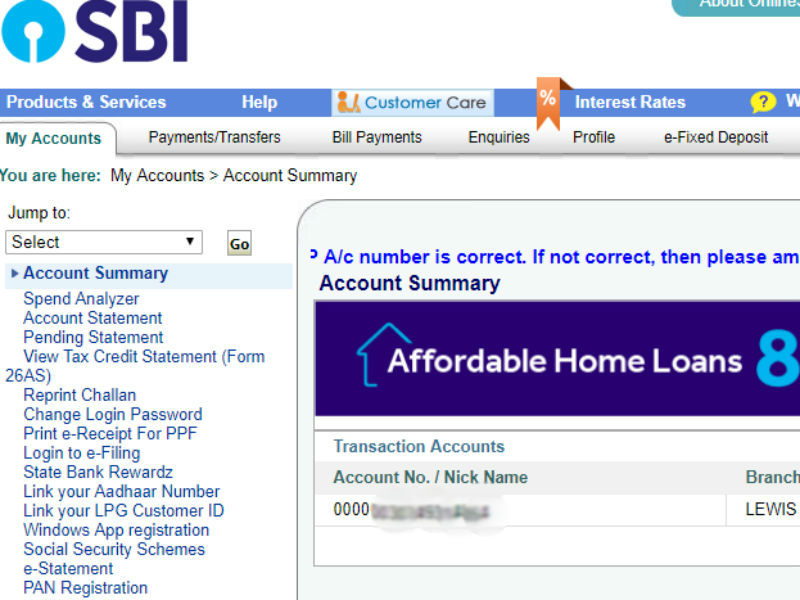 SBI
About Online
Products & Services Help Customer Care % Interest Rates ? W
My Accounts Payments/Transfers Bill Payments Enquiries Profile e-Fixed Deposit
You are here: My Accounts > Account Summary
Jump to:
Select Go
Account Summary
Spend Analyzer
Account Statement
Pending Statement
View Tax Credit Statement (Form
26AS)
Reprint Challan
Change Login Password
Print e-Receipt For PPF
Login to e-Filing
State Bank Rewardz
Link your Aadhaar Number
Link your LPG Customer ID
Windows App registration
Social Security Schemes
e-Statement
PAN Registration
P A/c number is correct. If not correct, then please am
Account Summary
Affordable Home Loans 8
Transaction Accounts
Account No. / Nick Name Branch
0000 LEWIS